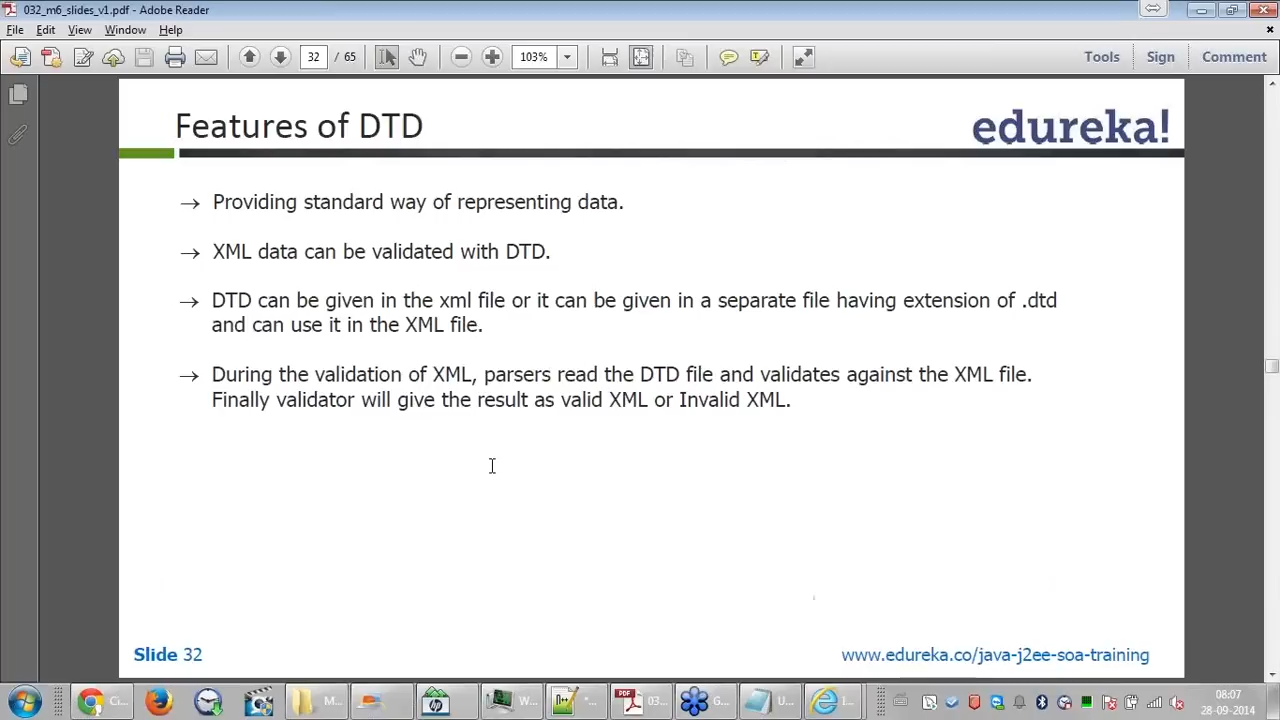 032_m6_slides_v1.pdf - Adobe Reader
File Edit View Window Help
32 / 65 103% Tools Sign Comment
Features of DTD
edureka!
→ Providing standard way of representing data.
→ XML data can be validated with DTD.
→ DTD can be given in the xml file or it can be given in a separate file having extension of .dtd
and can use it in the XML file.
→ During the validation of XML, parsers read the DTD file and validates against the XML file.
Finally validator will give the result as valid XML or Invalid XML.
Slide 32
www.edureka.co/java-j2ee-soa-training
Ci... M... hp W... PDF 03... G... U... I...
08:07
28-09-2014